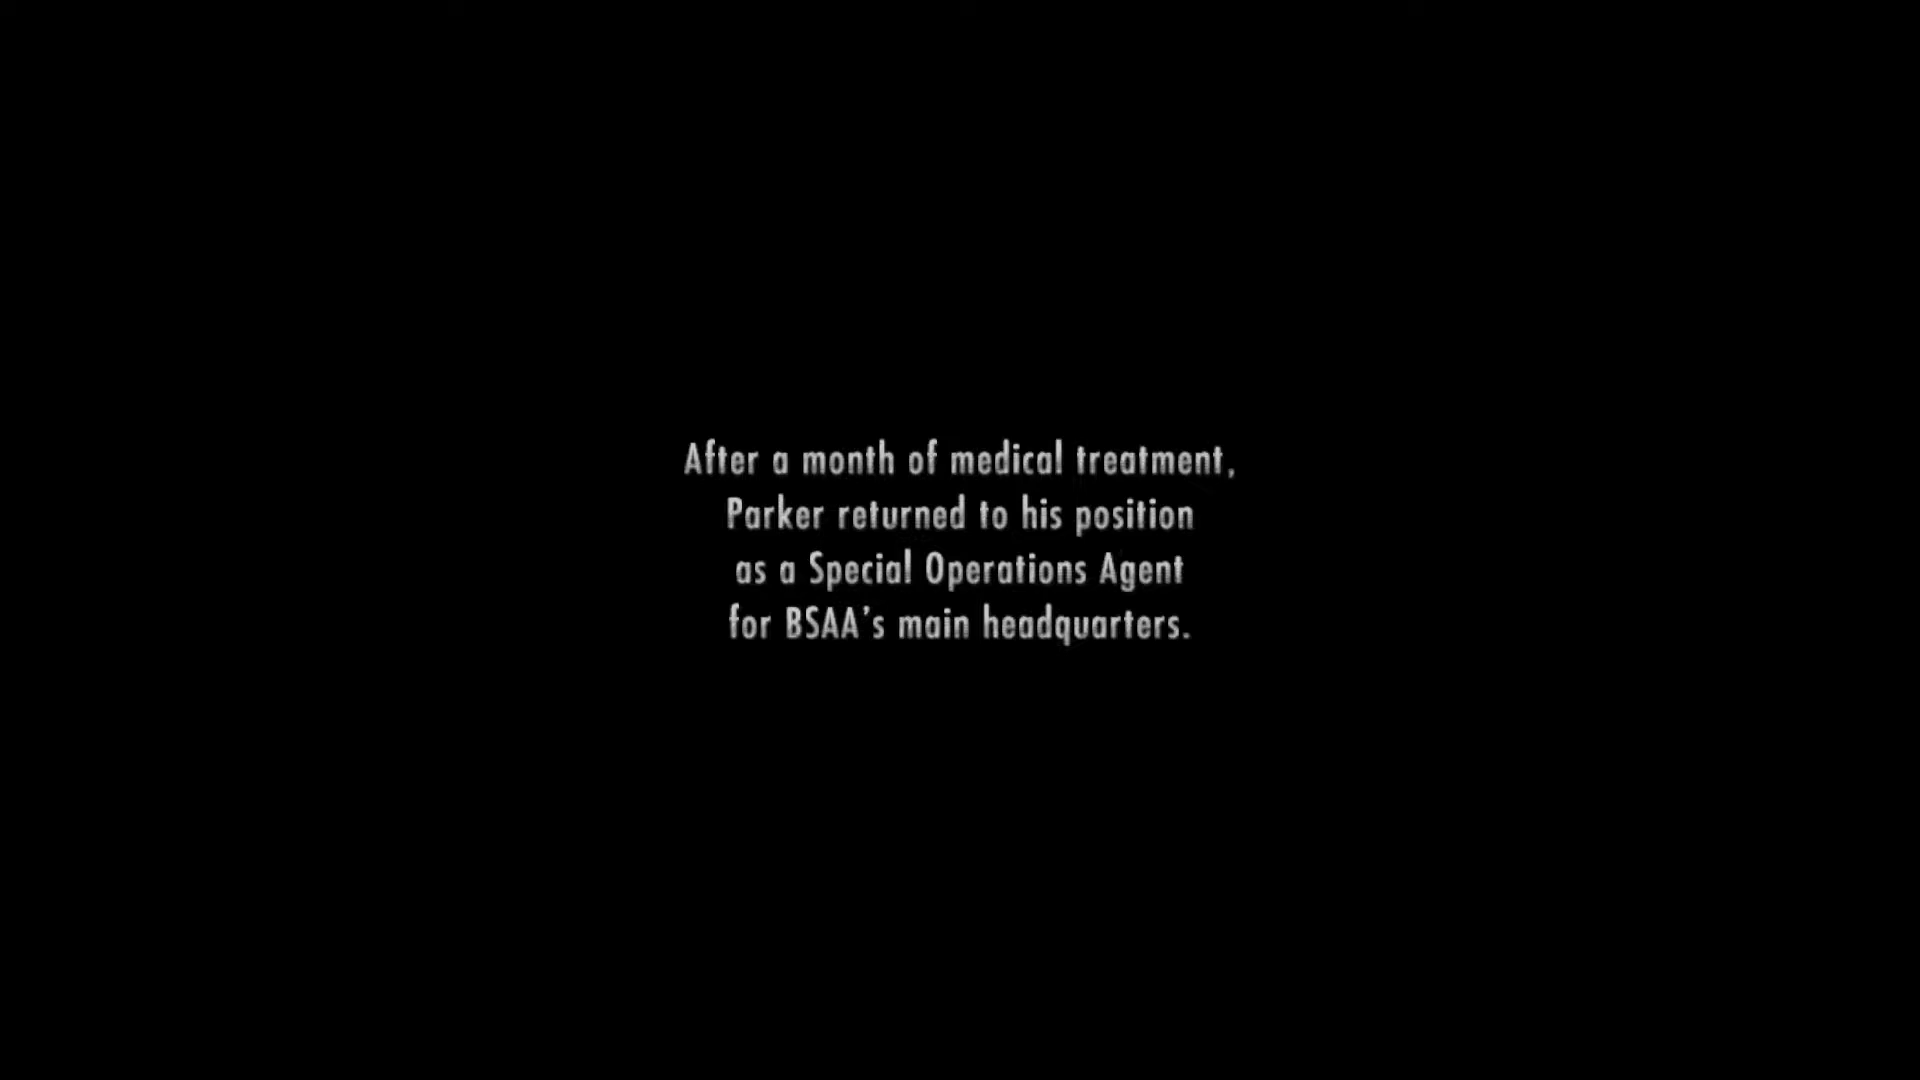 After a month of medical treatment,
Parker returned to his position
as a Special Operations Agent
for BSAA's main headquarters.